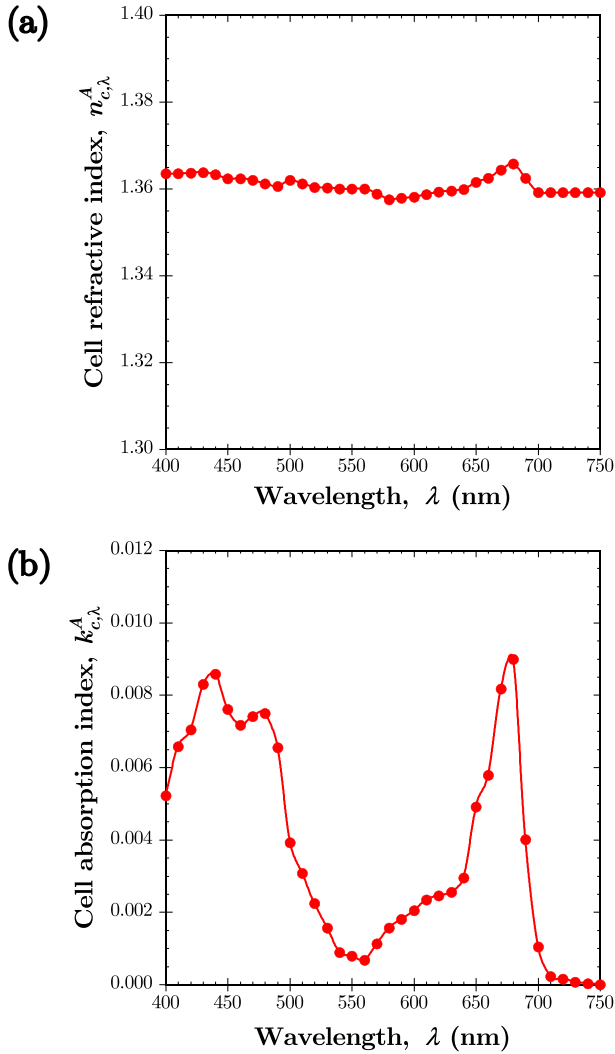 (a)
Cell refractive index, n^A_{c,λ}
1.40
1.38
1.36
1.34
1.32
1.30
400 450 500 550 600 650 700 750
Wavelength, λ (nm)
(b)
Cell absorption index, k^A_{c,λ}
0.012
0.010
0.008
0.006
0.004
0.002
0.000
400 450 500 550 600 650 700 750
Wavelength, λ (nm)